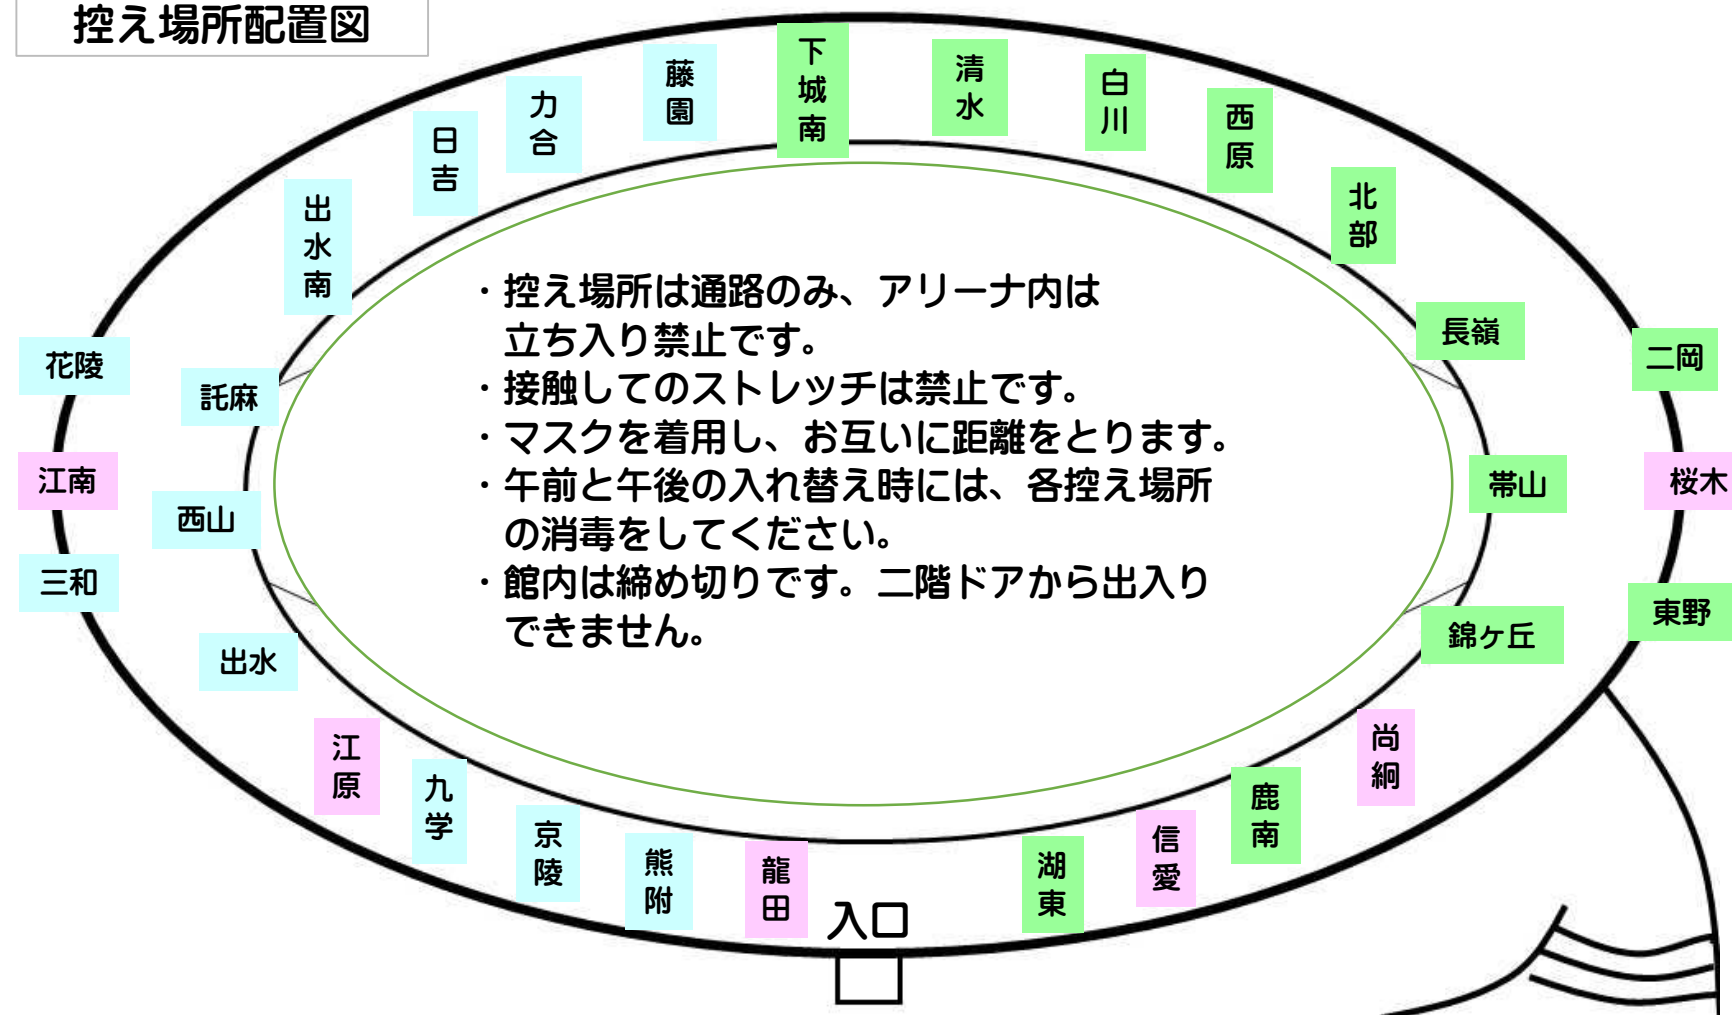 控え場所配置図
藤園
下城南
清水
白川
西原
力合
日吉
出水南
北部
長嶺
二岡
花陵
託麻
江南
西山
三和
出水
帯山
桜木
東野
錦ヶ丘
・控え場所は通路のみ、アリーナ内は
立ち入り禁止です。
・接触してのストレッチは禁止です。
・マスクを着用し、お互いに距離をとります。
・午前と午後の入れ替え時には、各控え場所
の消毒をしてください。
・館内は締め切りです。二階ドアから出入り
できません。
江原
九学
京陵
熊附
龍田
入口
湖東
信愛
鹿南
尚絅